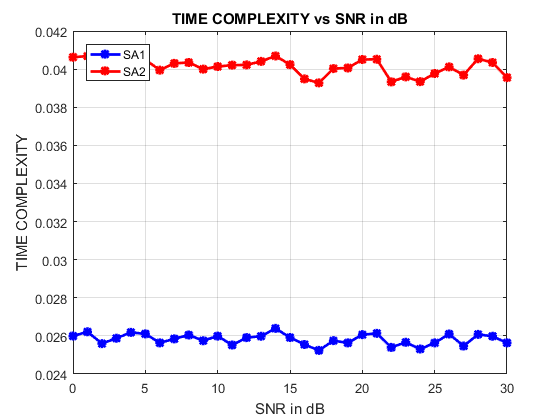 TIME COMPLEXITY vs SNR in dB
SA1
SA2
TIME COMPLEXITY
0.042
0.04
0.038
0.036
0.034
0.032
0.03
0.028
0.026
0.024
0 5 10 15 20 25 30
SNR in dB